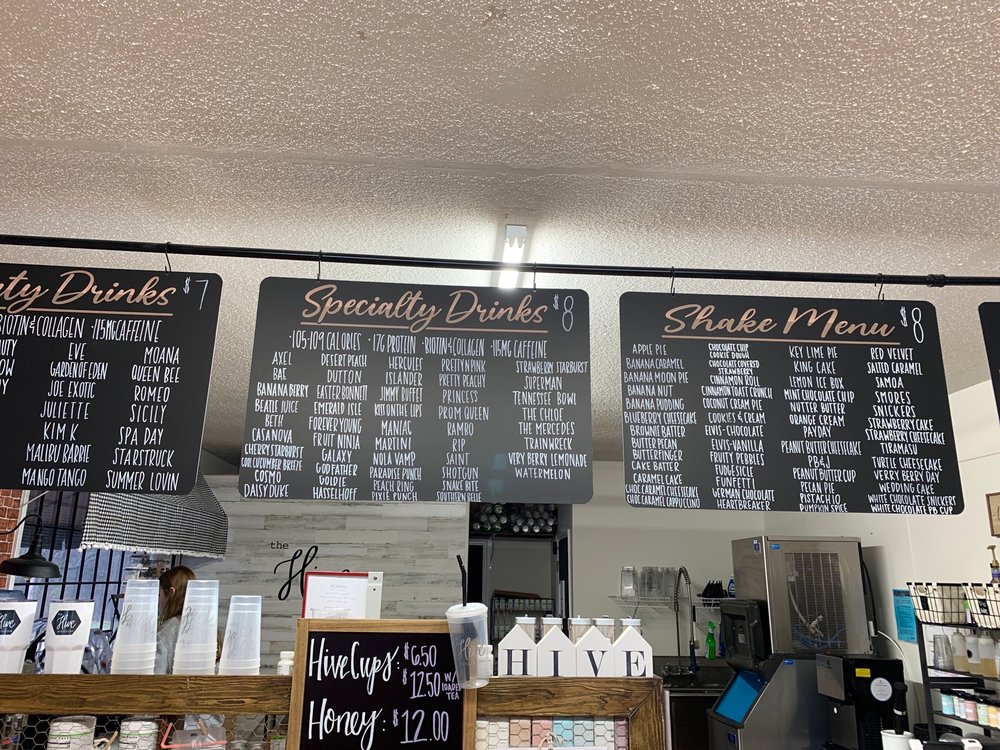 uty Drinks $7
BIOTIN & COLLAGEN · 115MG CAFFEINE
UTY
OW
PY
EVE
GARDEN OF EDEN
JOE EXOTIC
JULIETTE
KIM K
MALIBU BARBIE
MANGO TANGO
MOANA
QUEEN BEE
ROMEO
SICILY
SPA DAY
STARSTRUCK
SUMMER LOVIN
Specialty Drinks $8
· 105-109 CALORIES · 17G PROTEIN · BIOTIN & COLLAGEN · 115MG CAFFEINE
AXEL
BAE
BANANA BERRY
BEATLE JUICE
BETH
CASANOVA
CHERRY STARBURST
COOL CUCUMBER BREEZE
COSMO
DAISY DUKE
DESERT PEACH
DUTTON
EASTER BONNIT
EMERALD ISLE
FOREVER YOUNG
FRUIT NINJA
GALAXY
GODFATHER
GOLDIE
HASSELHOFF
HERCULES
ISLANDER
JIMMY BUFFET
KISS ON THE LIPS
MANIAC
MARTINI
NOLA VAMP
PARADISE PUNCH
PEACH RING
PIXIE PUNCH
PRETTY N PINK
PRETTY PEACHY
PRINCESS
PROM QUEEN
RAMBO
RIP
SAINT
SHOTGUN
SNAKE BITE
SOUTHERN BELLE
STRAWBERRY STARBURST
SUPERMAN
TENNESSEE BOWL
THE CHLOE
THE MERCEDES
TRAINWRECK
VERY BERRY LEMONADE
WATERMELON
Shake Menu $8
APPLE PIE
BANANA CARAMEL
BANANA MOON PIE
BANANA NUT
BANANA PUDDING
BLUEBERRY CHEESECAKE
BROWNIE BATTER
BUTTER PECAN
BUTTERFINGER
CAKE BATTER
CARAMEL CAKE
CHOC. CARAMEL CHEESECAKE
CHOC. CARAMEL CAPPUCCINO
CHOCOLATE CHIP
COOKIE DOUGH
CHOCOLATE COVERED
STRAWBERRY
CINNAMON ROLL
CINNAMON TOAST CRUNCH
COCONUT CREAM PIE
COOKIES & CREAM
ELVIS-CHOCOLATE
ELVIS-VANILLA
FRUITY PEBBLES
FUDGESICLE
FUNFETTI
GERMAN CHOCOLATE
HEARTBREAKER
KEY LIME PIE
KING CAKE
LEMON ICE BOX
MINT CHOCOLATE CHIP
NUTTER BUTTER
ORANGE CREAM
PAYDAY
PEANUT BUTTER CHEESECAKE
PB&J
PEANUT BUTTER CUP
PECAN PIE
PISTACHIO
PUMPKIN SPICE
RED VELVET
SALTED CARAMEL
SAMOA
S'MORES
SNICKERS
STRAWBERRY CAKE
STRAWBERRY CHEESECAKE
TIRAMASU
TURTLE CHEESECAKE
VERRY BERRY DAY
WEDDING CAKE
WHITE CHOCOLATE SNICKERS
WHITE CHOCOLATE PB CUP
the
Hi
Hive
Hive
Hive Cups: $6.50
$12.50 W/ LOADED TEA
Honey: $12.00
HIVE